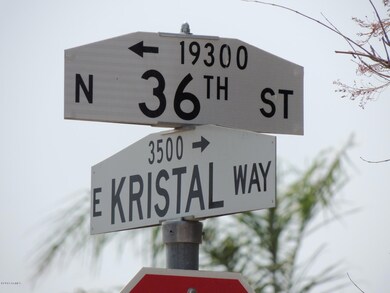 ← 19300
N 36TH ST
3500 →
E KRISTAL WAY